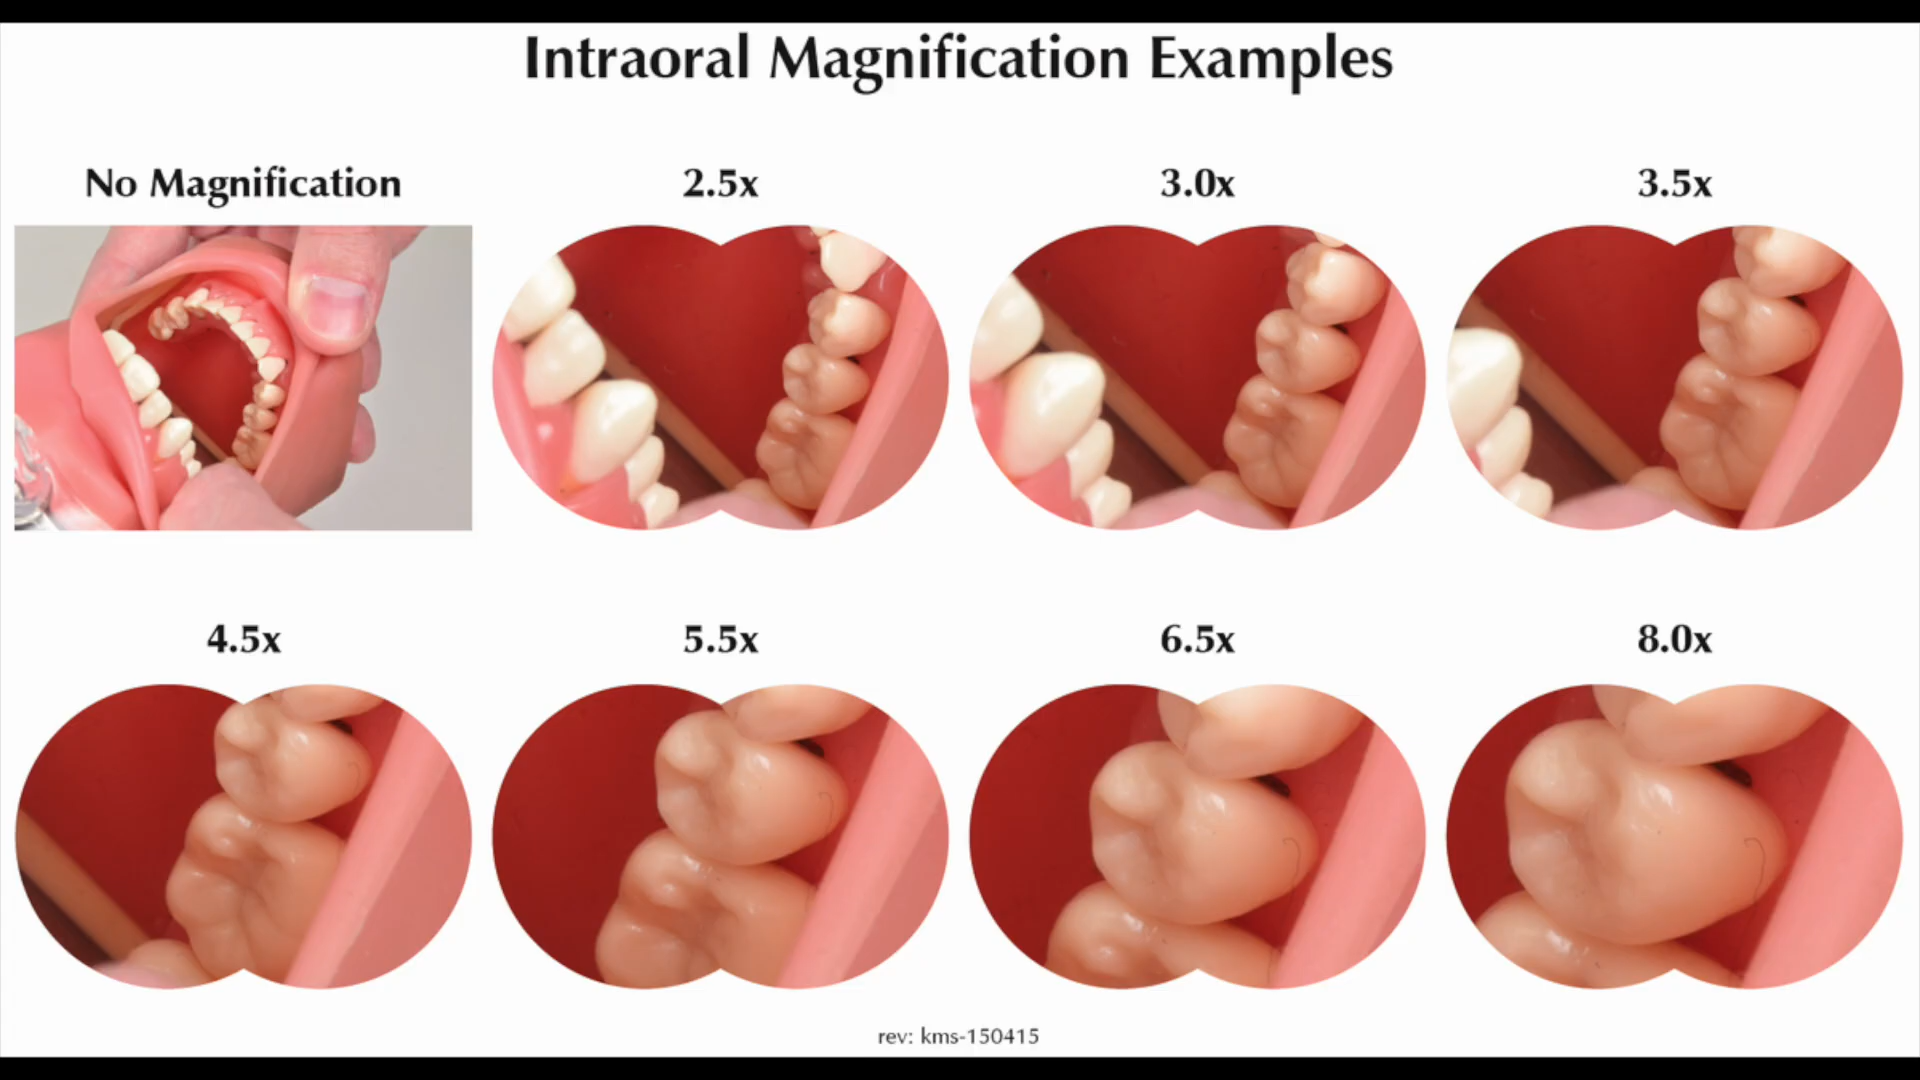 Intraoral Magnification Examples
No Magnification
2.5x
3.0x
3.5x
4.5x
5.5x
6.5x
8.0x
rev: kms-150415